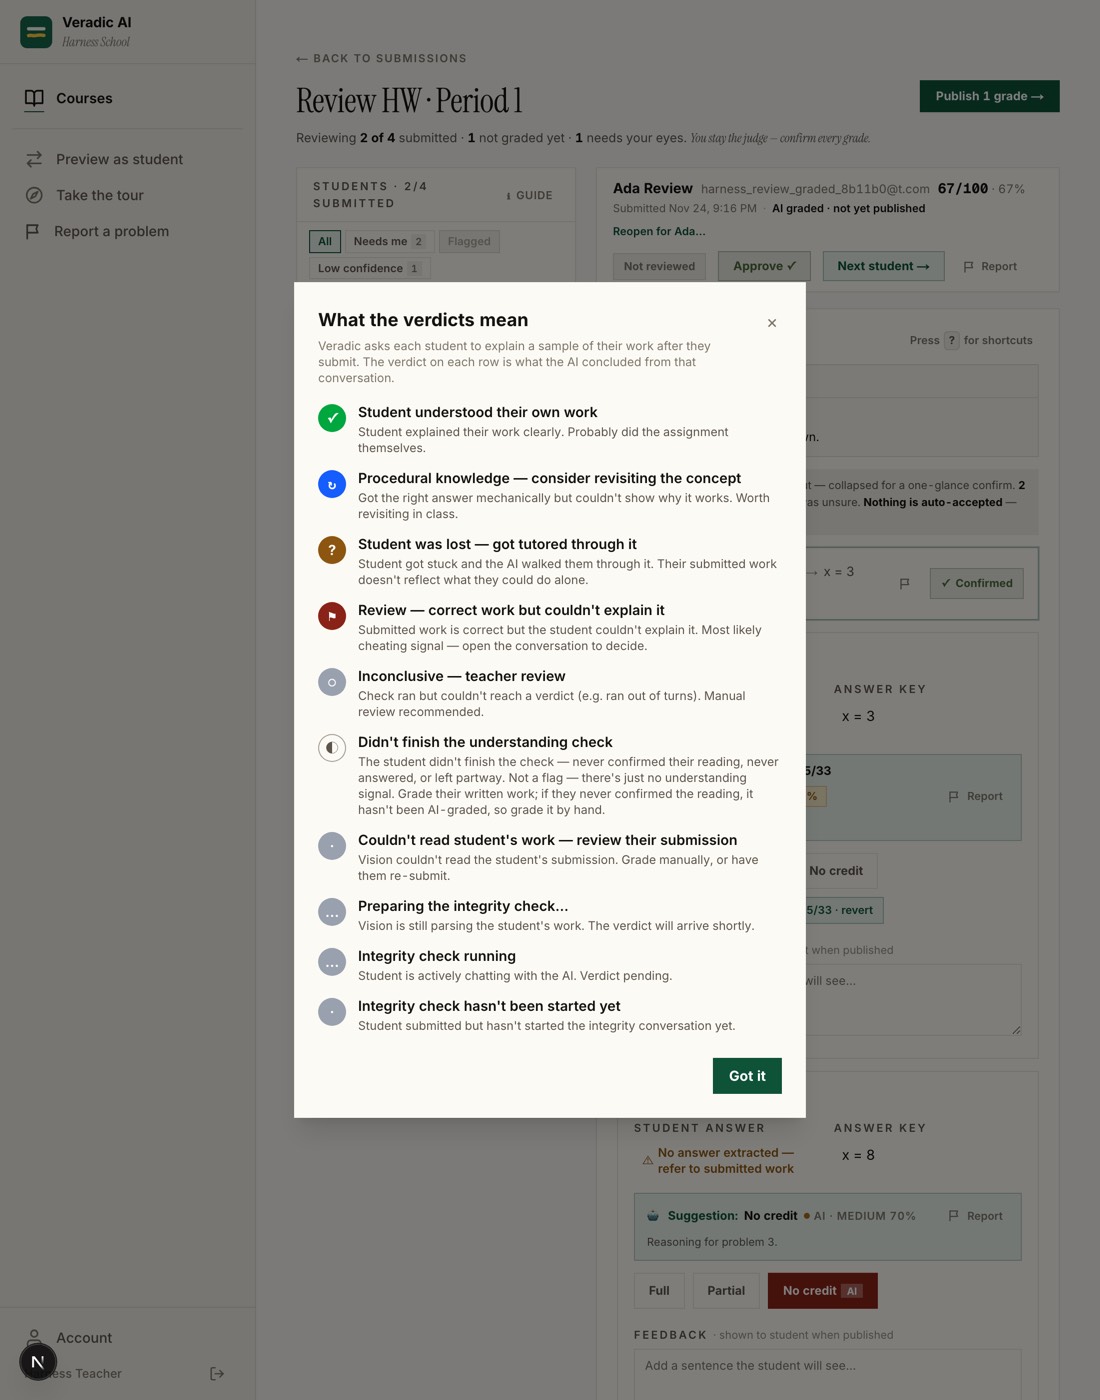 Veradic AI
Harness School
Courses
Preview as student
Take the tour
Report a problem
← BACK TO SUBMISSIONS
Review HW · Period 1
Publish 1 grade →
Reviewing 2 of 4 submitted · 1 not graded yet · 1 needs your eyes. You stay the judge — confirm every grade.
STUDENTS · 2/4
SUBMITTED
GUIDE
All
Needs me 2
Flagged
Low confidence 1
Ada Review harness_review_graded_8b11b0@t.com 67/100 · 67%
Submitted Nov 24, 9:16 PM · AI graded · not yet published
Reopen for Ada...
Not reviewed
Approve ✓
Next student →
Report
Press ? for shortcuts
What the verdicts mean
×
Veradic asks each student to explain a sample of their work after they
submit. The verdict on each row is what the AI concluded from that
conversation.
✓ Student understood their own work
Student explained their work clearly. Probably did the assignment
themselves.
↻ Procedural knowledge — consider revisiting the concept
Got the right answer mechanically but couldn't show why it works. Worth
revisiting in class.
? Student was lost — got tutored through it
Student got stuck and the AI walked them through it. Their submitted work
doesn't reflect what they could do alone.
⚑ Review — correct work but couldn't explain it
Submitted work is correct but the student couldn't explain it. Most likely
cheating signal — open the conversation to decide.
○ Inconclusive — teacher review
Check ran but couldn't reach a verdict (e.g. ran out of turns). Manual
review recommended.
◐ Didn't finish the understanding check
The student didn't finish the check — never confirmed their reading, never
answered, or left partway. Not a flag — there's just no understanding
signal. Grade their written work; if they never confirmed the reading, it
hasn't been AI-graded, so grade it by hand.
· Couldn't read student's work — review their submission
Vision couldn't read the student's submission. Grade manually, or have
them re-submit.
… Preparing the integrity check…
Vision is still parsing the student's work. The verdict will arrive shortly.
… Integrity check running
Student is actively chatting with the AI. Verdict pending.
· Integrity check hasn't been started yet
Student submitted but hasn't started the integrity conversation yet.
Got it
— collapsed for a one-glance confirm. 2
unsure. Nothing is auto-accepted —
→ x = 3
✓ Confirmed
ANSWER KEY
x = 3
5/33
%
Report
No credit
5/33 · revert
when published
will see...
STUDENT ANSWER
ANSWER KEY
⚠ No answer extracted —
refer to submitted work
x = 8
Suggestion: No credit ● AI · MEDIUM 70%
Report
Reasoning for problem 3.
Full
Partial
No credit AI
FEEDBACK · shown to student when published
Add a sentence the student will see...
Account
N
ess Teacher